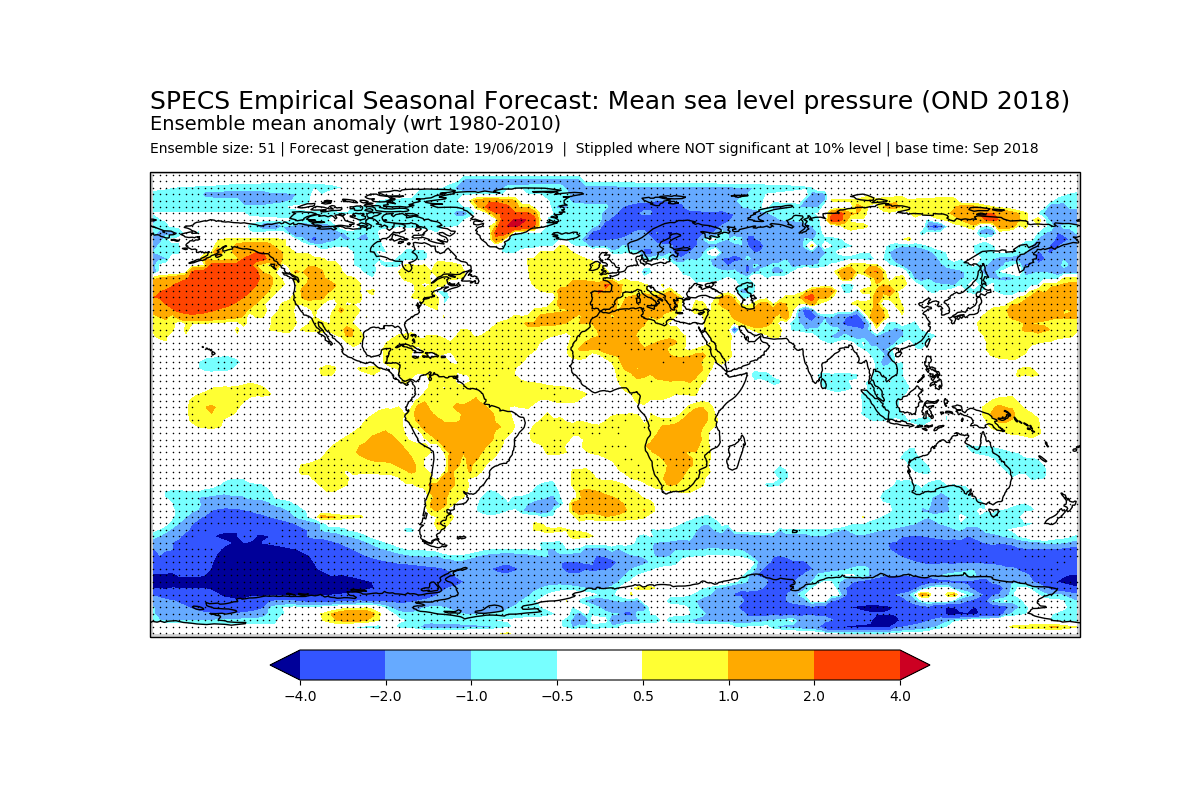 SPECS Empirical Seasonal Forecast: Mean sea level pressure (OND 2018)
Ensemble mean anomaly (wrt 1980-2010)
Ensemble size: 51 | Forecast generation date: 19/06/2019 | Stippled where NOT significant at 10% level | base time: Sep 2018
−4.0 −2.0 −1.0 −0.5 0.5 1.0 2.0 4.0